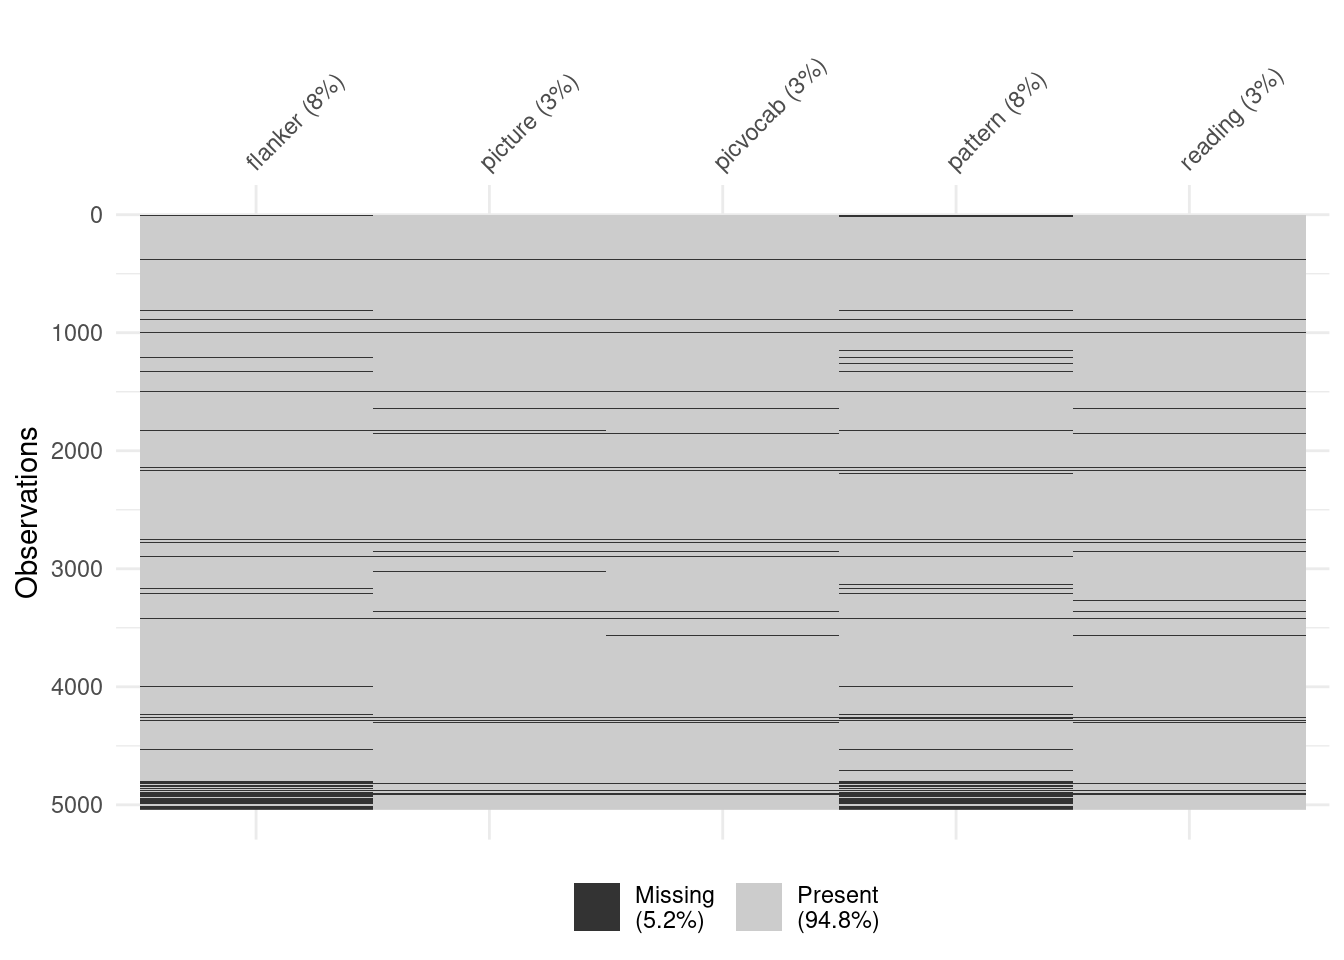 flanker (8%)
picture (3%)
picvocab (3%)
pattern (8%)
reading (3%)
0
1000
2000
3000
4000
5000
Observations
Missing
(5.2%)
Present
(94.8%)